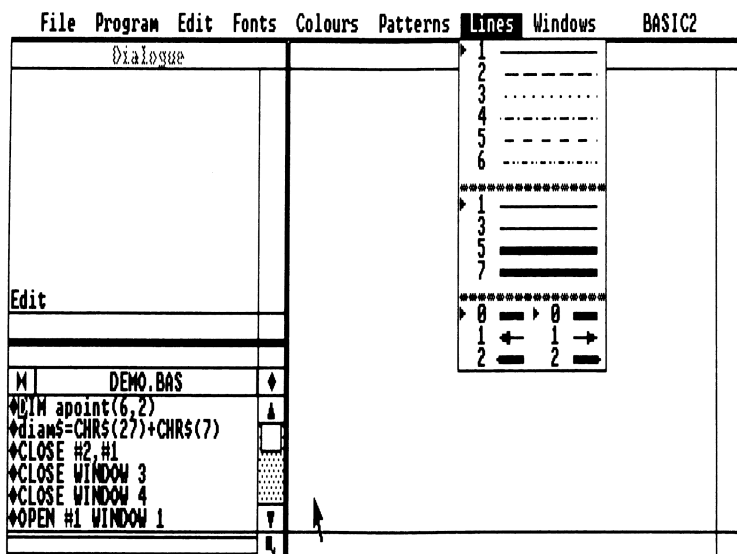 File Program Edit Fonts Colours Patterns Lines Windows BASIC2
Dialogue
1
2
3
4
5
6
1
3
5
7
0 0
1 1
2 2
Edit
DEMO.BAS
DIM apoint(6,2)
diam$=CHR$(27)+CHR$(7)
CLOSE #2,#1
CLOSE WINDOW 3
CLOSE WINDOW 4
OPEN #1 WINDOW 1